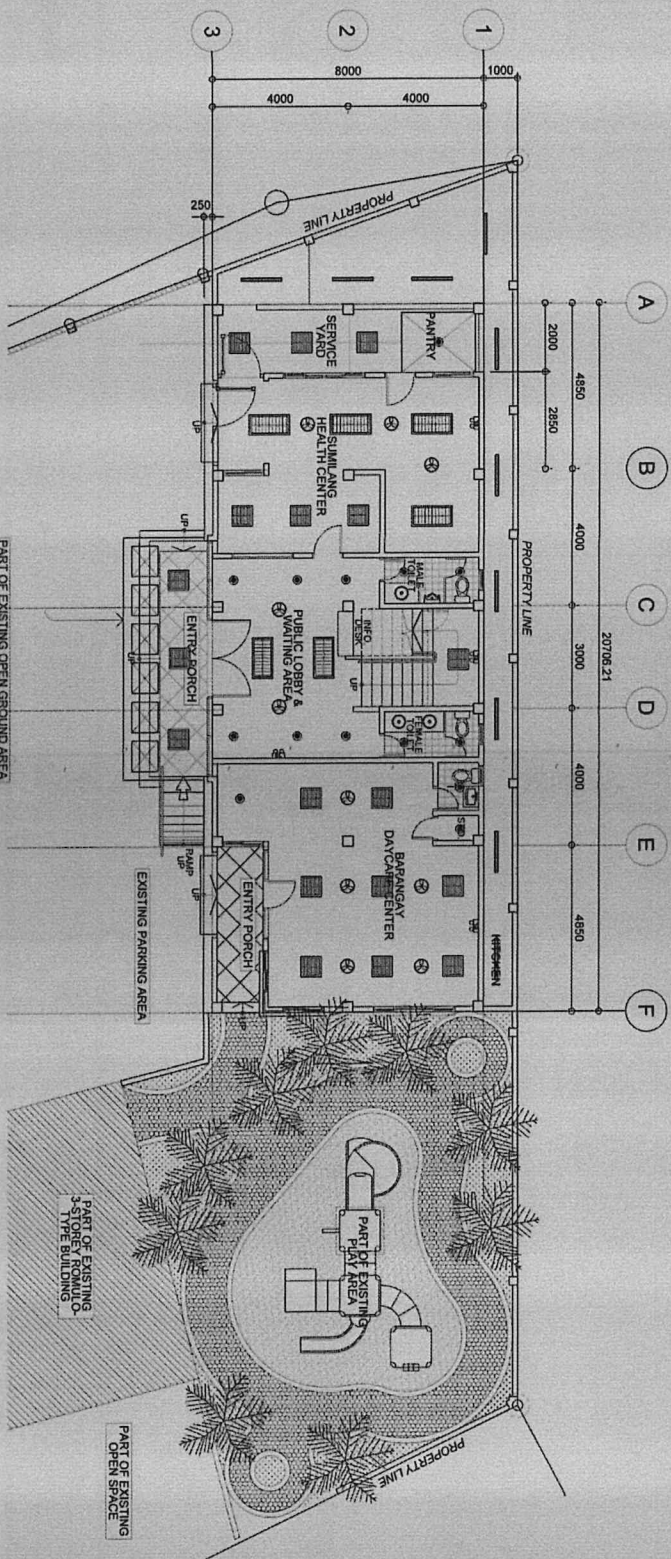 A
B
C
D
E
F
20706.21
4850
4000
3000
4000
4850
2000
2850
1
2
3
1000
8000
4000
4000
250
PROPERTY LINE
PROPERTY LINE
PROPERTY LINE
PANTRY
SERVICE
YARD
UP
SUMILANG
HEALTH CENTER
MALE
TOILET
INFO.
DESK
UP
FEMALE
TOILET
PUBLIC LOBBY &
WAITING AREA
BARANGAY
DAYCARE CENTER
KITCHEN
ENTRY PORCH
UP
UP
ENTRY PORCH
UP
RAMP
UP
UP
EXISTING PARKING AREA
PART OF EXISTING OPEN GROUND AREA
PART OF EXISTING
PLAY AREA
PART OF EXISTING
3-STOREY ROMULO-
TYPE BUILDING
PART OF EXISTING
OPEN SPACE